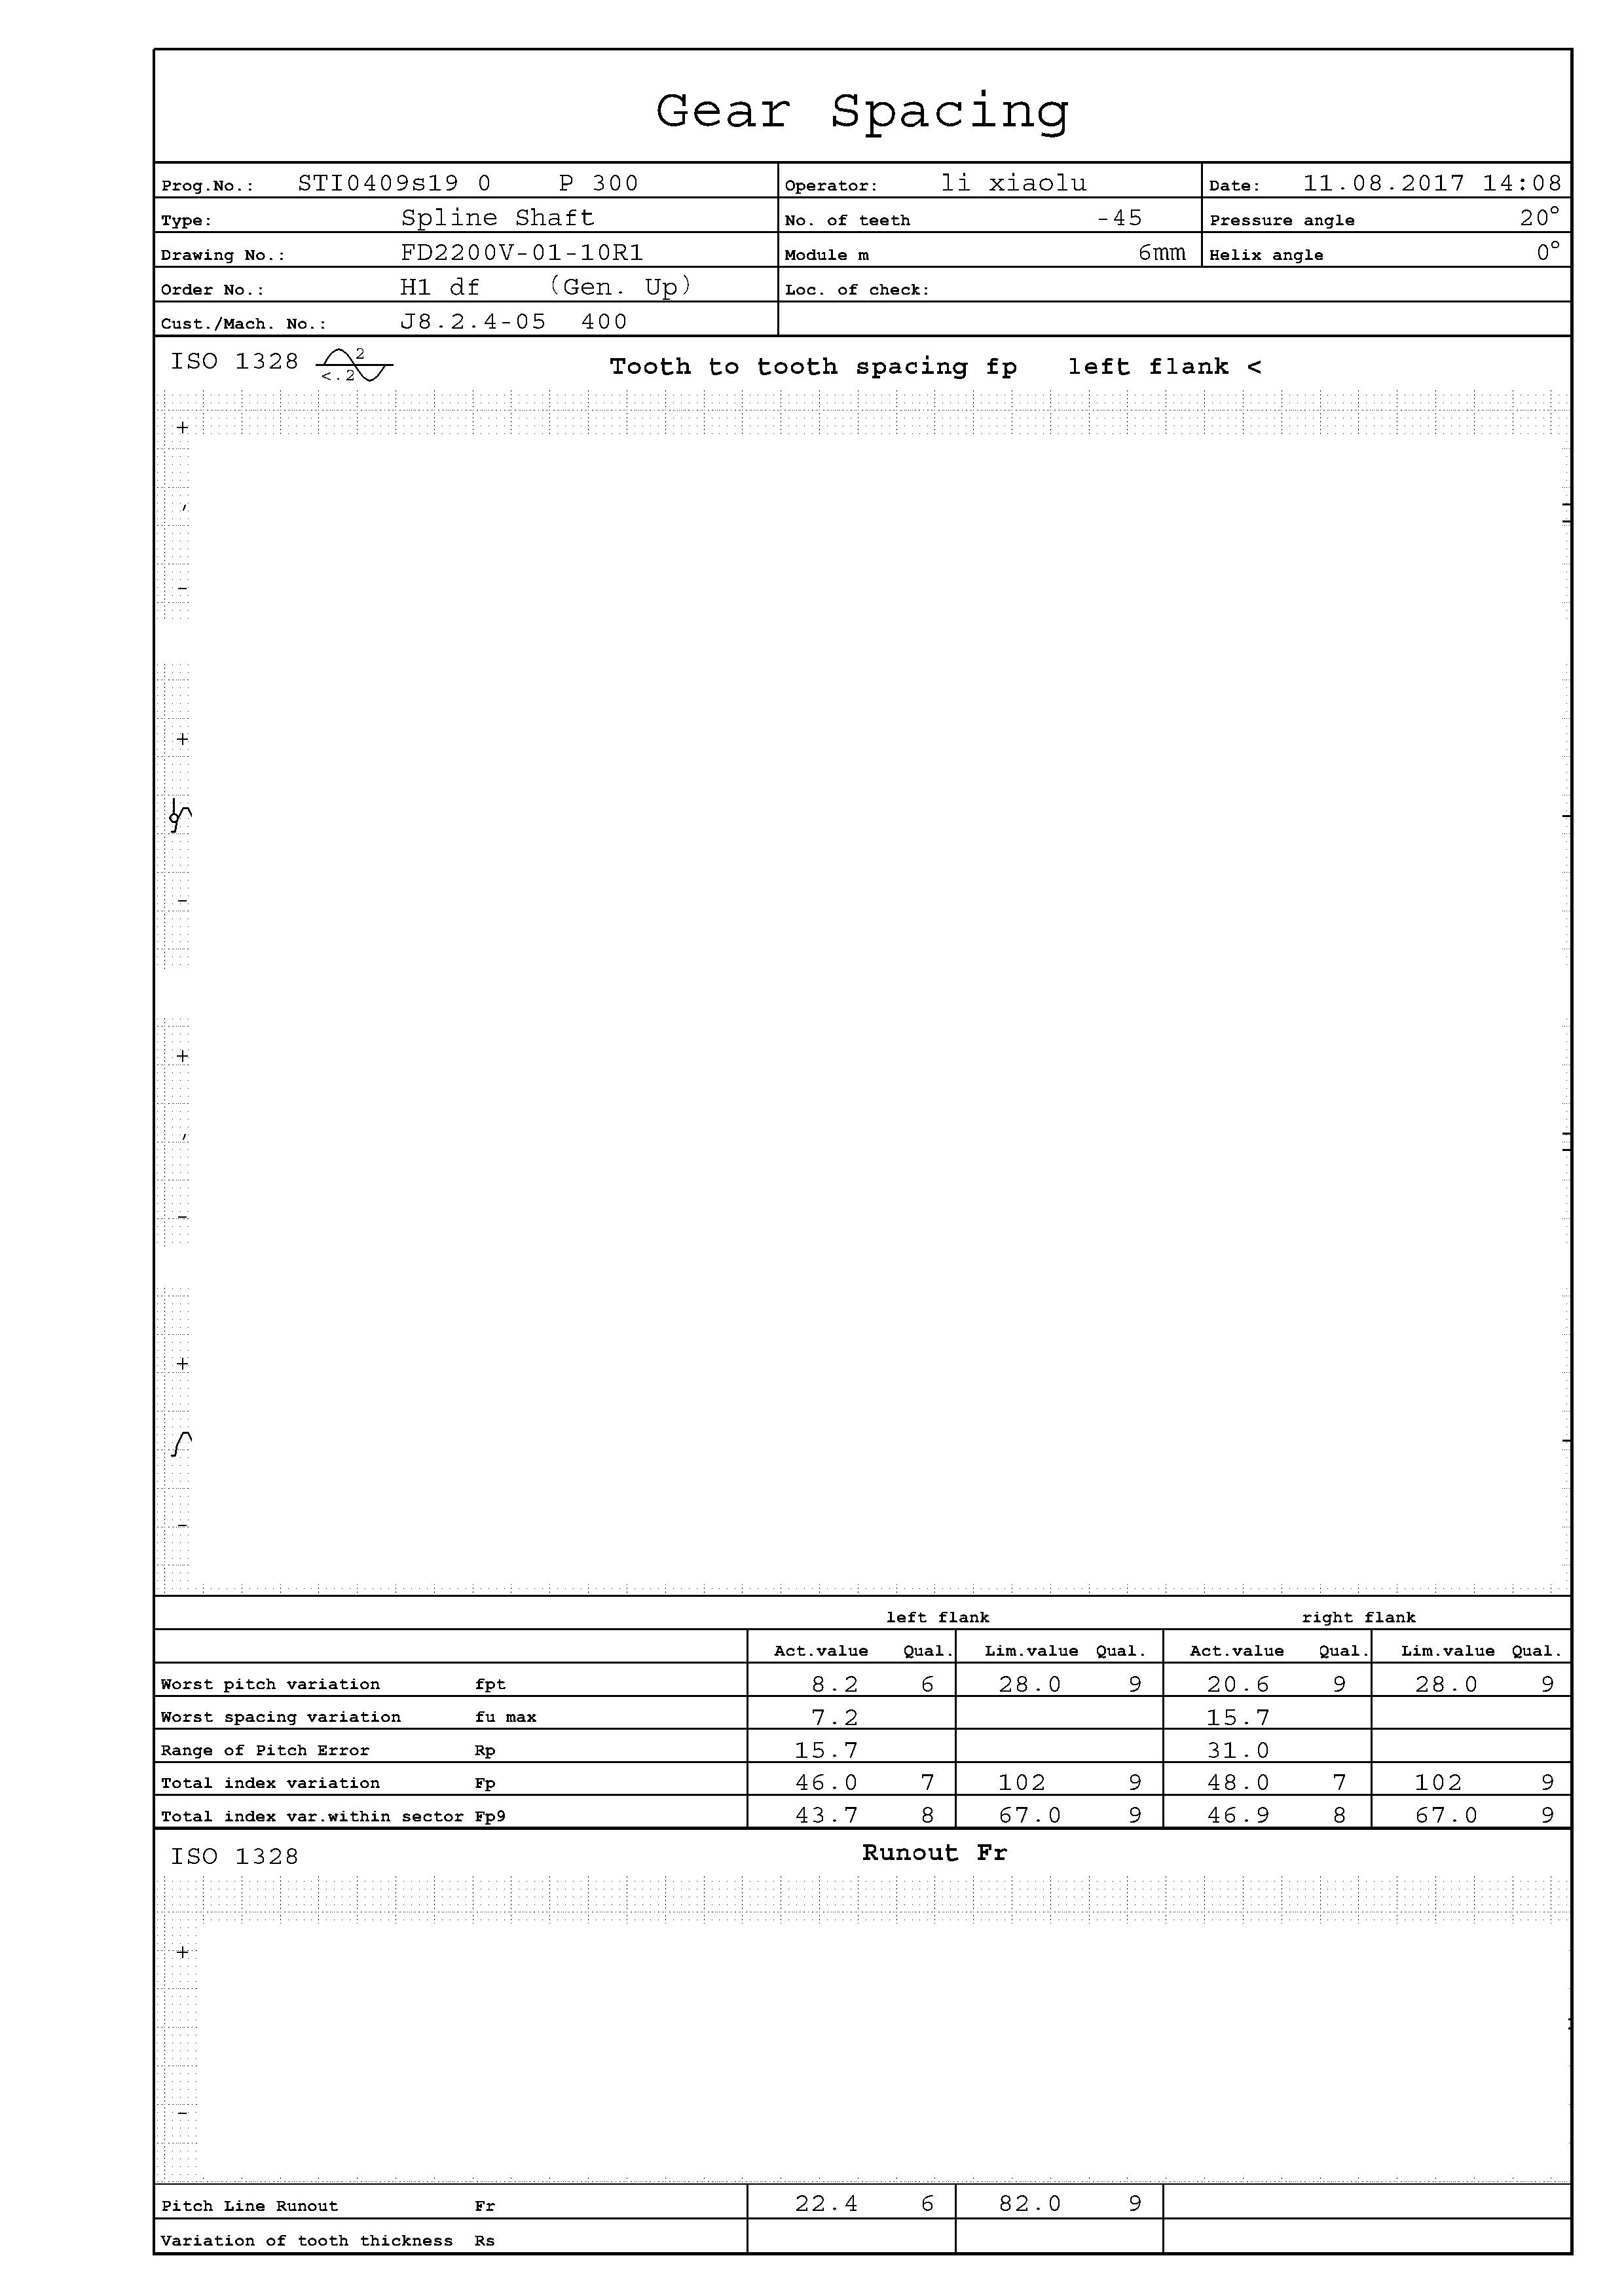 Gear Spacing
Prog.No.: STI0409s19 0 P 300 Operator: li xiaolu Date: 11.08.2017 14:08
Type: Spline Shaft No. of teeth -45 Pressure angle 20°
Drawing No.: FD2200V-01-10R1 Module m 6mm Helix angle 0°
Order No.: H1 df (Gen. Up) Loc. of check:
Cust./Mach. No.: J8.2.4-05 400
ISO 1328 2 <.2 Tooth to tooth spacing fp left flank <
+
-
+
-
+
-
+
-
left flank right flank
Act.value Qual. Lim.value Qual. Act.value Qual. Lim.value Qual.
Worst pitch variation fpt 8.2 6 28.0 9 20.6 9 28.0 9
Worst spacing variation fu max 7.2 15.7
Range of Pitch Error Rp 15.7 31.0
Total index variation Fp 46.0 7 102 9 48.0 7 102 9
Total index var.within sector Fp9 43.7 8 67.0 9 46.9 8 67.0 9
ISO 1328 Runout Fr
+
-
Pitch Line Runout Fr 22.4 6 82.0 9
Variation of tooth thickness Rs